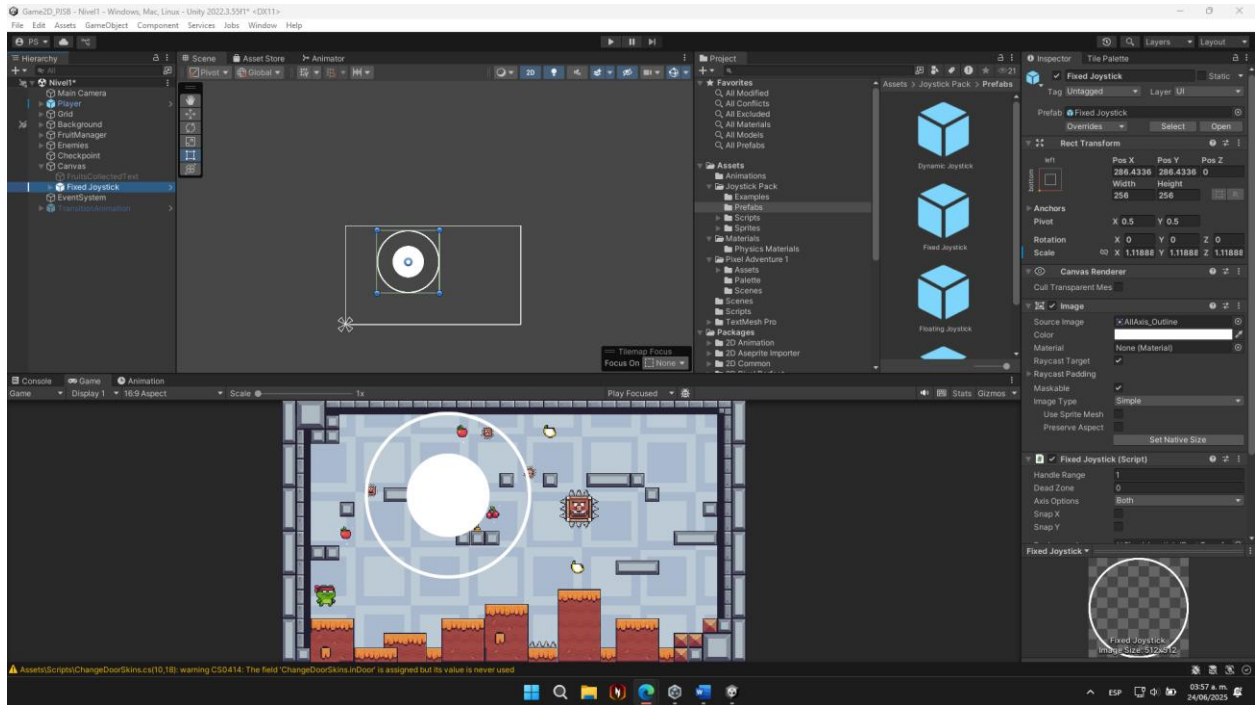 Game2D_PJSB - Nivel1 - Windows, Mac, Linux - Unity 2022.3.55f1* <DX11>
File Edit Assets GameObject Component Services Jobs Window Help
PS
Layers Layout
Hierarchy
All
Nivel1*
Main Camera
Player
Grid
Background
FruitManager
Enemies
Checkpoint
Canvas
FruitsCollectedText
Fixed Joystick
EventSystem
TransitionAnimation
Scene Asset Store Animator
Pivot Global
2D
Tilemap Focus
Focus On None
Project
21
Favorites
All Modified
All Conflicts
All Excluded
All Materials
All Models
All Prefabs
Assets
Animations
Joystick Pack
Examples
Prefabs
Scripts
Sprites
Materials
Physics Materials
Pixel Adventure 1
Assets
Palette
Scenes
Scenes
Scripts
TextMesh Pro
Packages
2D Animation
2D Aseprite Importer
2D Common
Assets > Joystick Pack > Prefabs
Dynamic Joystick
Fixed Joystick
Floating Joystick
Inspector Tile Palette
Fixed Joystick Static
Tag Untagged Layer UI
Prefab Fixed Joystick
Overrides Select Open
Rect Transform
left
bottom
Pos X Pos Y Pos Z
286.4336 286.4336 0
Width Height
256 256
R
Anchors
Pivot X 0.5 Y 0.5
Rotation X 0 Y 0 Z 0
Scale X 1.11888 Y 1.11888 Z 1.11888
Canvas Renderer
Cull Transparent Mes
Image
Source Image AllAxis_Outline
Color
Material None (Material)
Raycast Target
Raycast Padding
Maskable
Image Type Simple
Use Sprite Mesh
Preserve Aspect
Set Native Size
Fixed Joystick (Script)
Handle Range 1
Dead Zone 0
Axis Options Both
Snap X
Snap Y
Fixed Joystick
Fixed Joystick
Image Size: 512x512
Console Game Animation
Game Display 1 16:9 Aspect Scale 1x Play Focused Stats Gizmos
Assets\Scripts\ChangeDoorSkins.cs(10,18): warning CS0414: The field 'ChangeDoorSkins.inDoor' is assigned but its value is never used
ESP
03:57 a. m.
24/06/2025